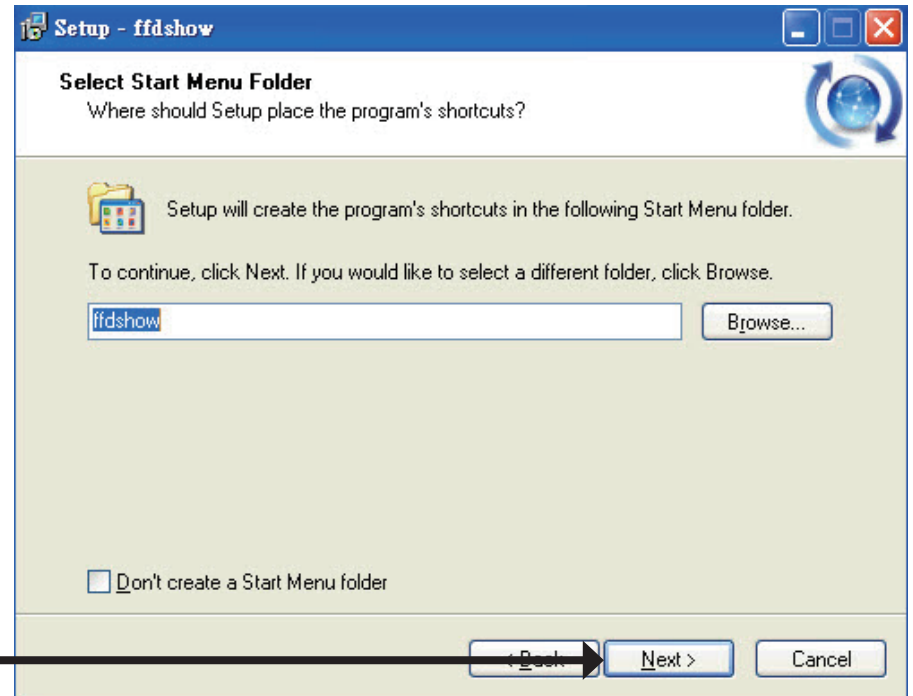 Setup - ffdshow
Select Start Menu Folder
Where should Setup place the program's shortcuts?
Setup will create the program's shortcuts in the following Start Menu folder.
To continue, click Next. If you would like to select a different folder, click Browse.
ffdshow
Browse...
Don't create a Start Menu folder
< Back
Next >
Cancel